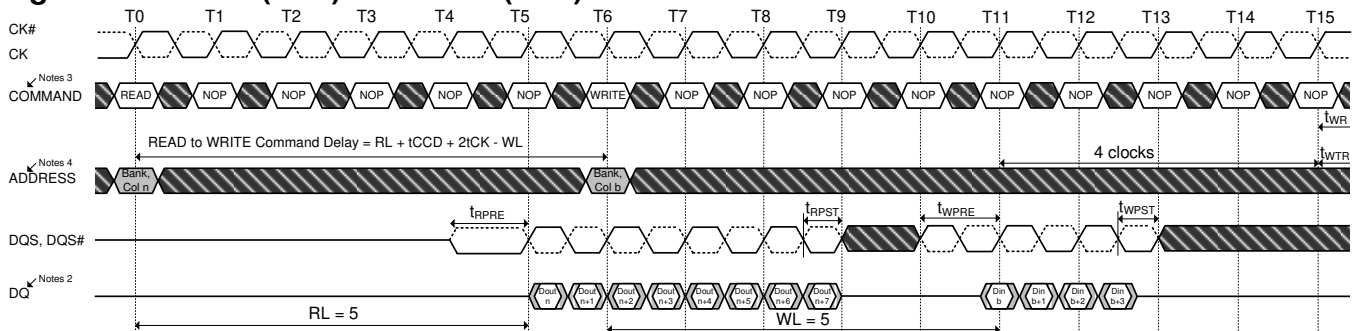 T0 T1 T2 T3 T4 T5 T6 T7 T8 T9 T10 T11 T12 T13 T14 T15
CK#
CK
Notes 3
COMMAND READ NOP NOP NOP NOP NOP WRITE NOP NOP NOP NOP NOP NOP NOP NOP NOP
tWR
READ to WRITE Command Delay = RL + tCCD + 2tCK - WL
4 clocks tWTR
Notes 4
ADDRESS Bank, Col n Bank, Col b
tRPRE tRPST tWPRE tWPST
DQS, DQS#
Notes 2
DQ Dout n Dout n+1 Dout n+2 Dout n+3 Dout n+4 Dout n+5 Dout n+6 Dout n+7 Din b Din b+1 Din b+2 Din b+3
RL = 5 WL = 5